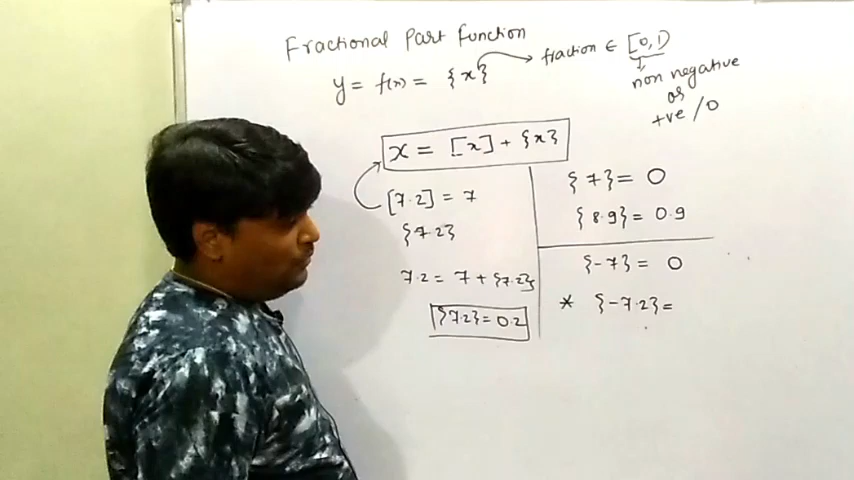 Fractional Part Function
y = f(x) = {x} → fraction ∈ [0,1)
non negative
or
+ve / 0
x = [x] + {x}
[7.2] = 7
{7.2}
7.2 = 7 + {7.2}
{7.2} = 0.2
{7} = 0
{8.9} = 0.9
{-7} = 0
* {-7.2} =